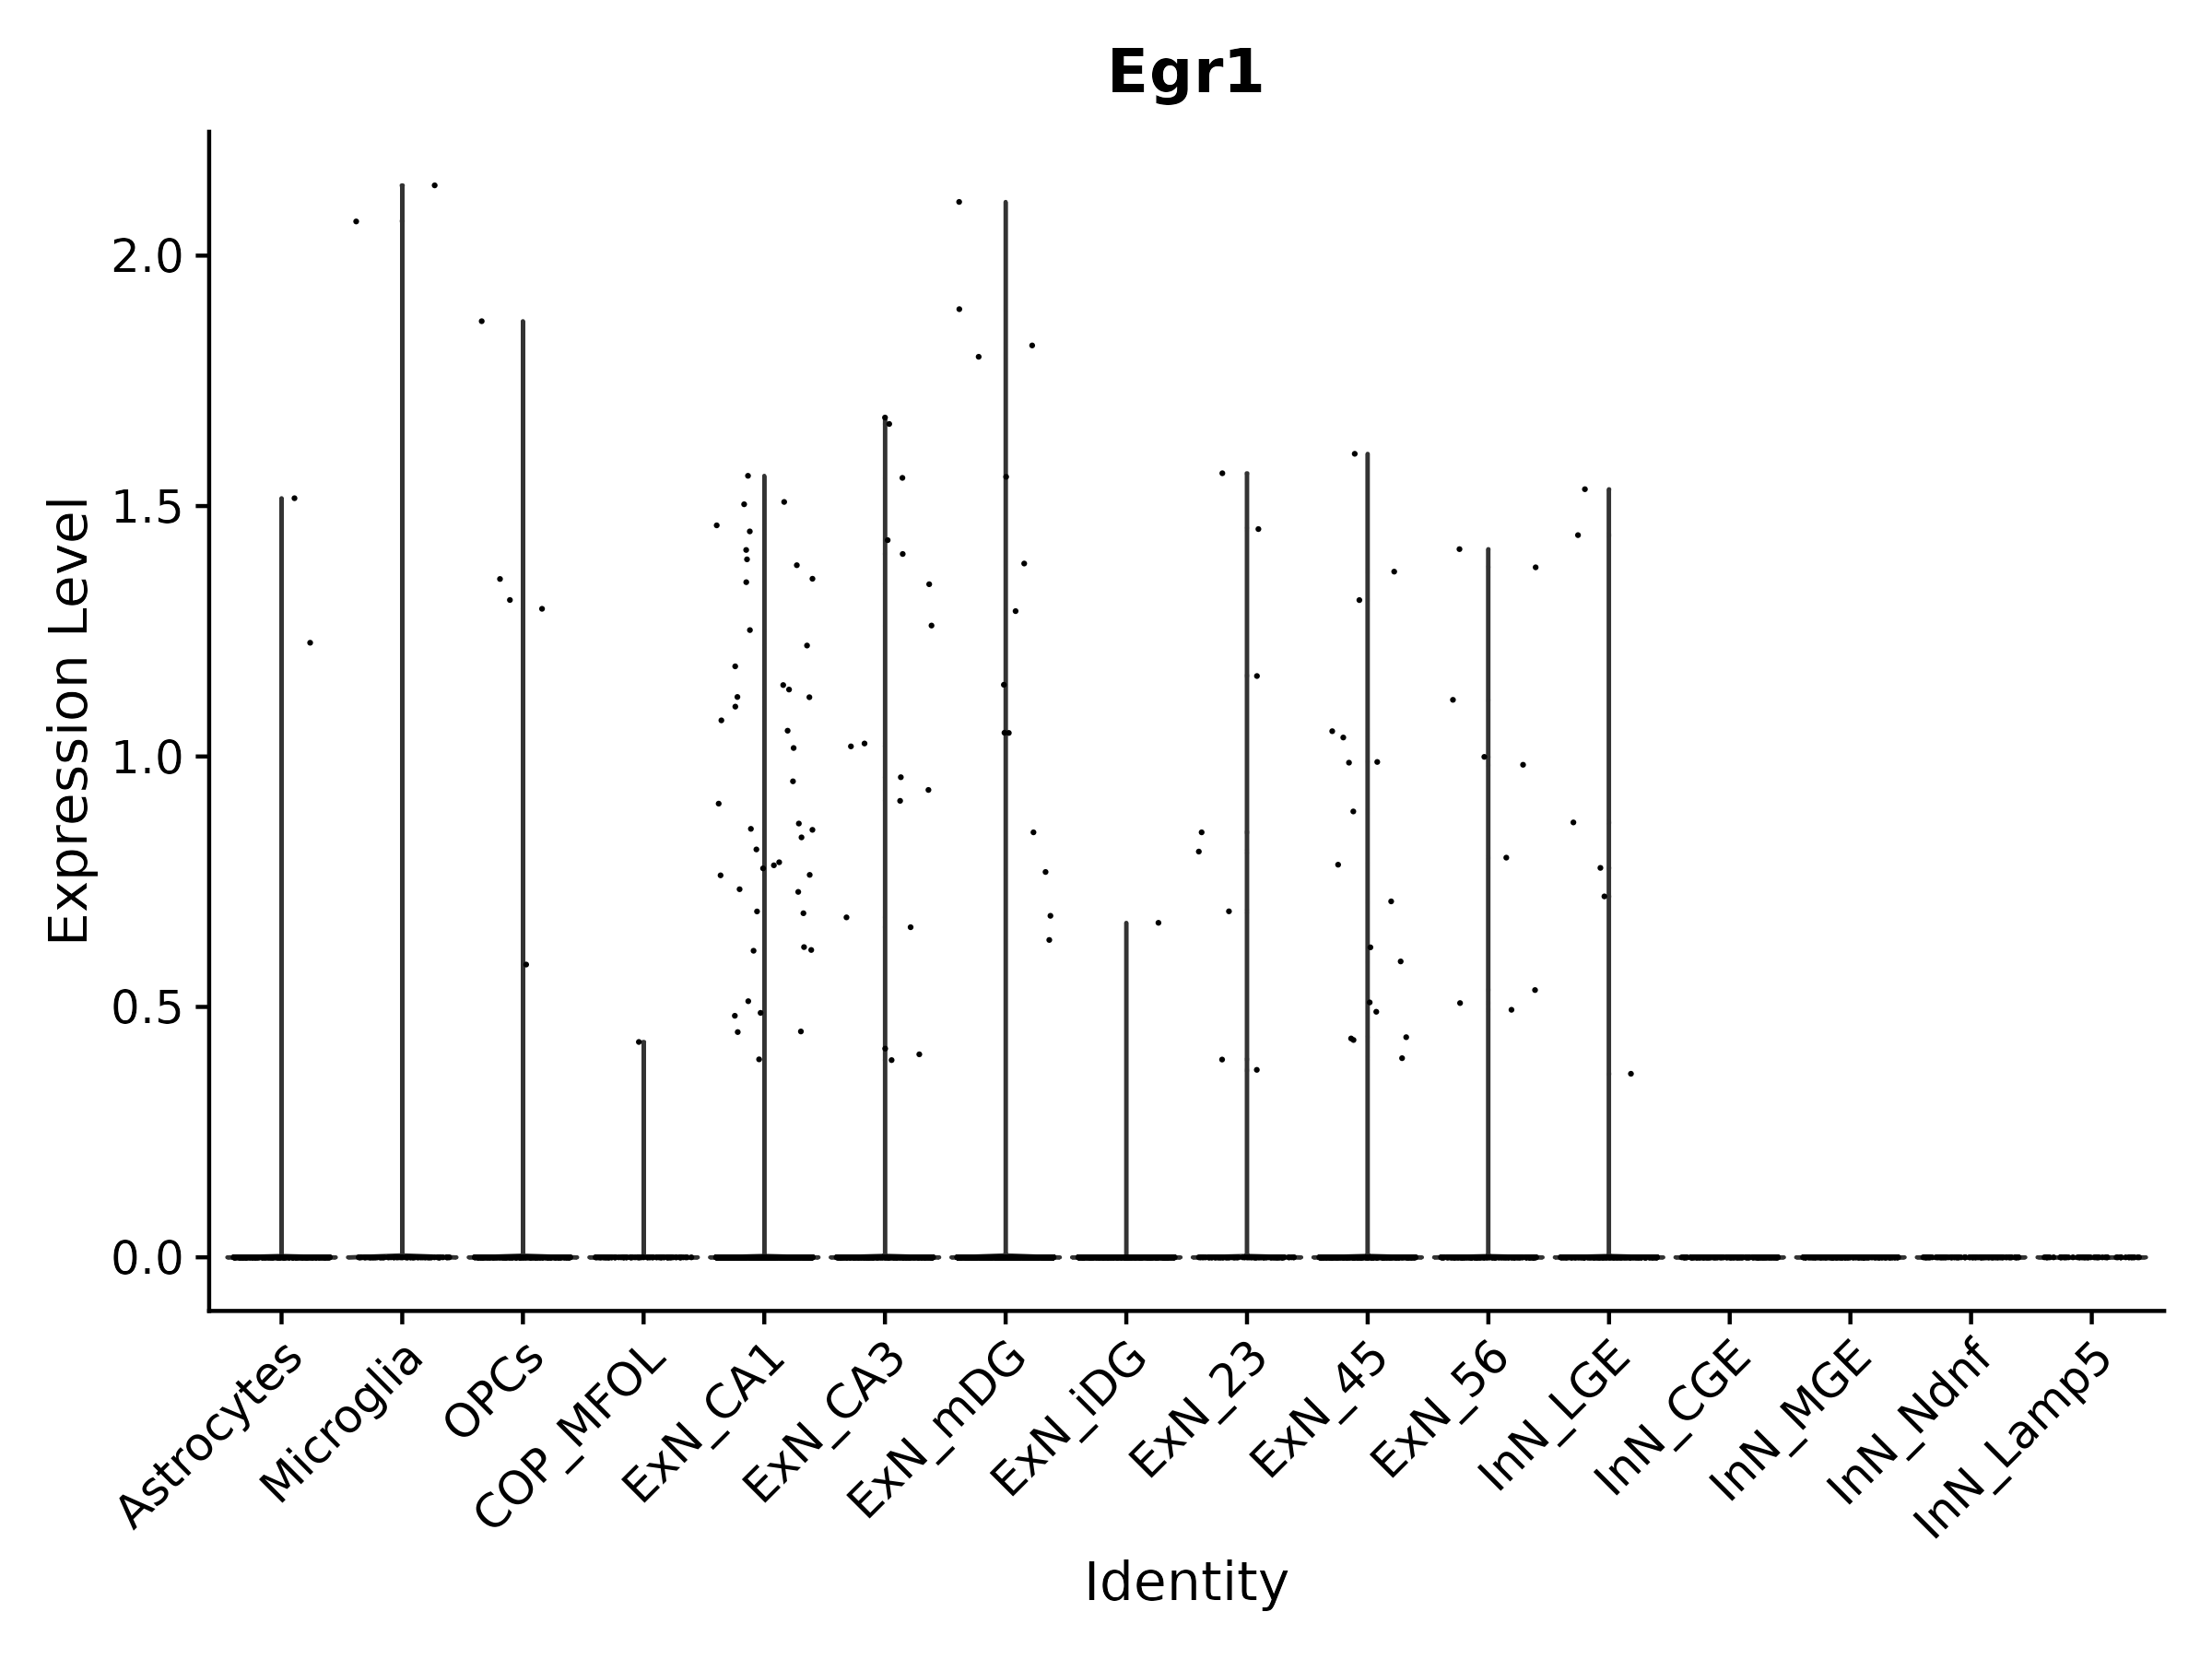 Egr1
Expression Level
2.0
1.5
1.0
0.5
0.0
Astrocytes
Microglia
OPCs
COP_MFOL
ExN_CA1
ExN_CA3
ExN_mDG
ExN_iDG
ExN_23
ExN_45
ExN_56
InN_LGE
InN_CGE
InN_MGE
InN_Ndnf
InN_Lamp5
Identity